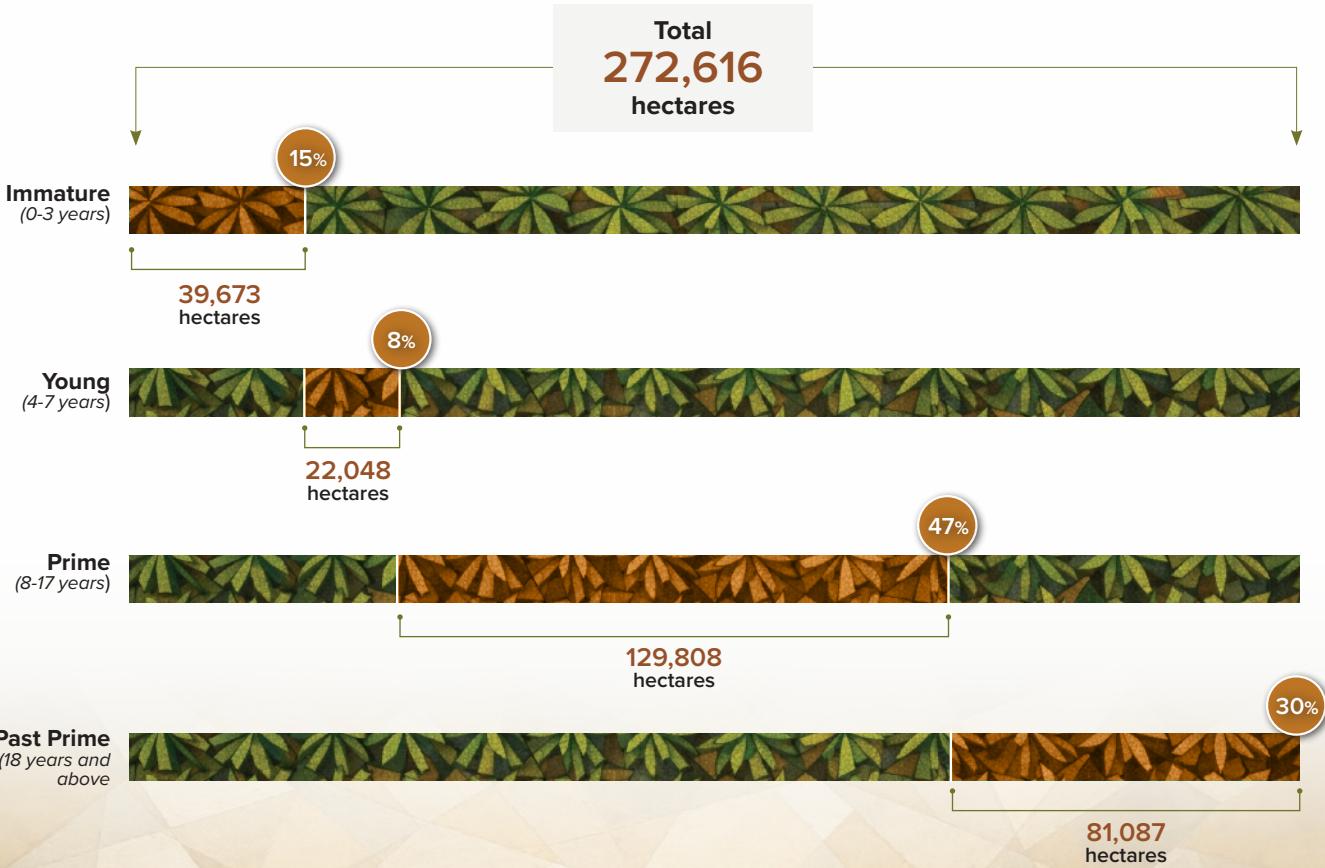 Total
272,616
hectares
15%
Immature
(0-3 years)
39,673
hectares
8%
Young
(4-7 years)
22,048
hectares
47%
Prime
(8-17 years)
129,808
hectares
30%
Past Prime
(18 years and
above
81,087
hectares